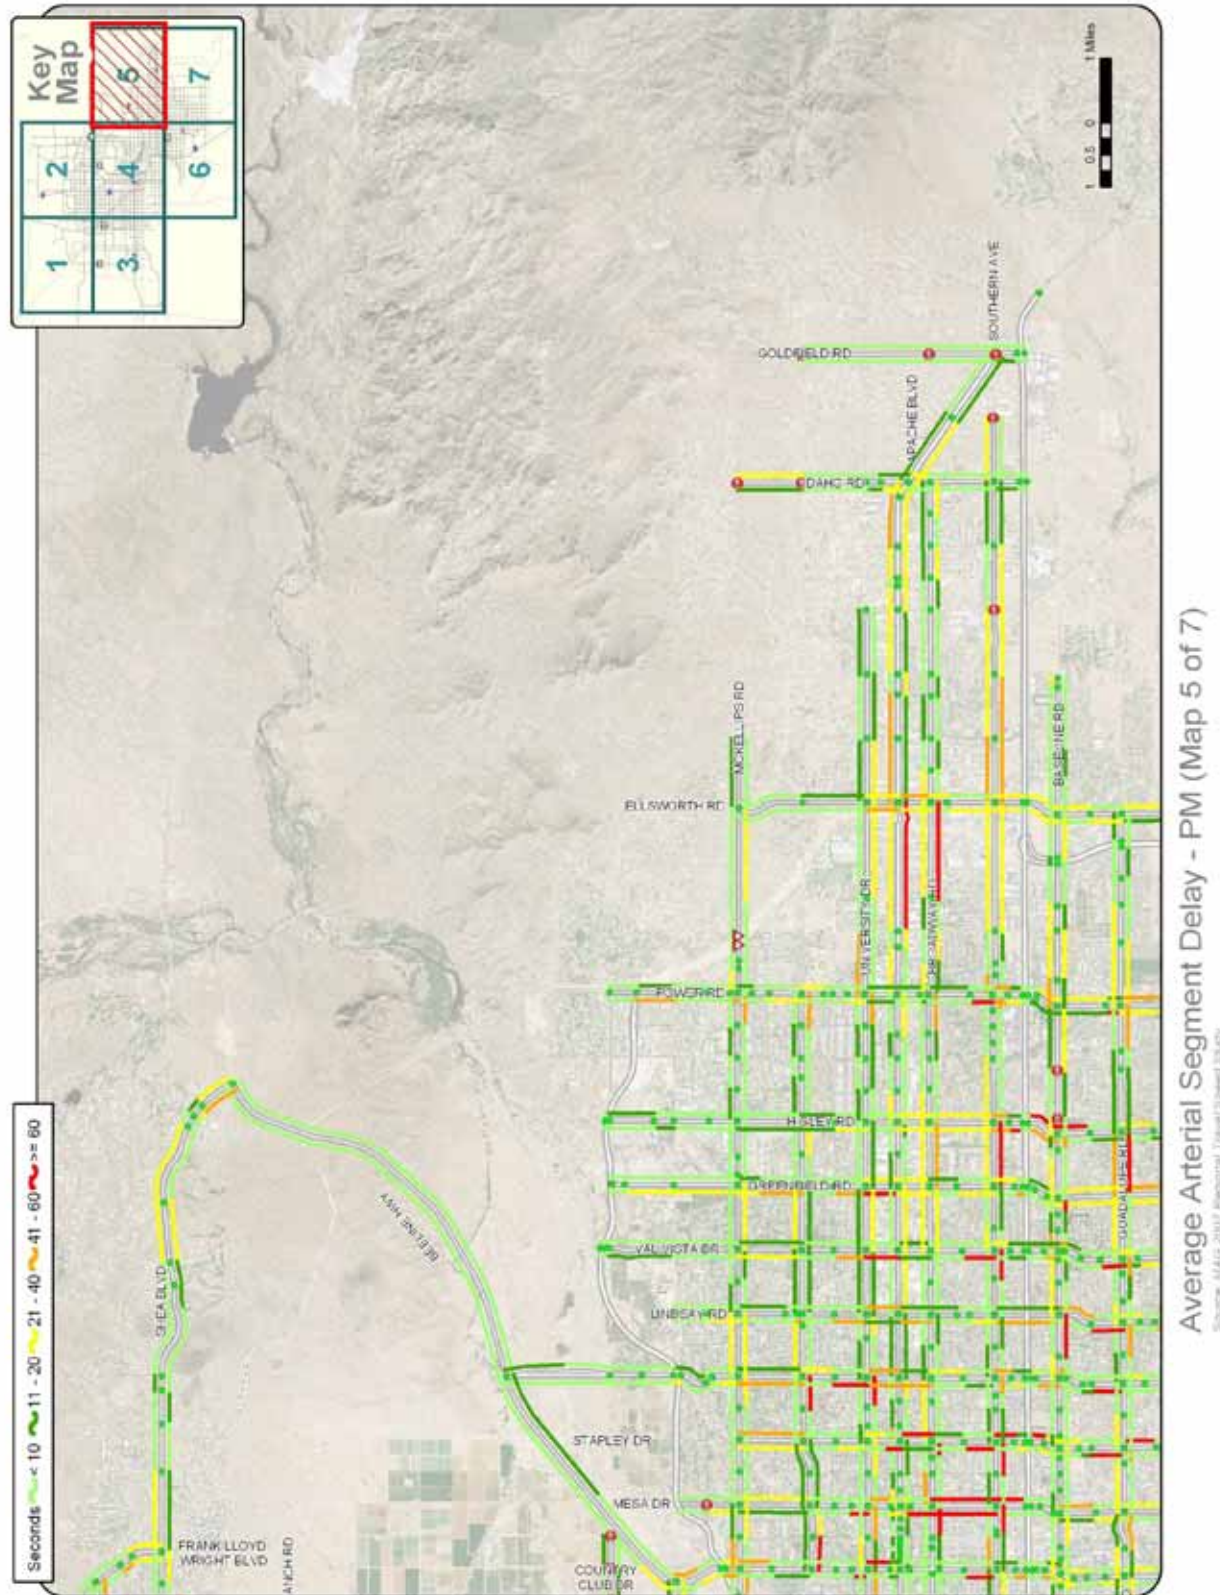 Key
Map
1
2
3
4
5
6
7
Seconds < 10 11 - 20 21 - 40 41 - 60 >= 60
1 0.5 0 1 Miles
SOUTHERN AVE
GOLDFIELD RD
APACHE BLVD
IDAHO RD
MCKELLIPS RD
BASELINE RD
ELLSWORTH RD
UNIVERSITY DR
BROADWAY RD
POWER RD
HIGLEY RD
GREENFIELD RD
GUADALUPE RD
VAL VISTA DR
BEELINE HWY
SHEA BLVD
LINDSAY RD
STAPLEY DR
MESA DR
FRANK LLOYD
WRIGHT BLVD
ANCH RD
COUNTRY
CLUB DR
Average Arterial Segment Delay - PM (Map 5 of 7)